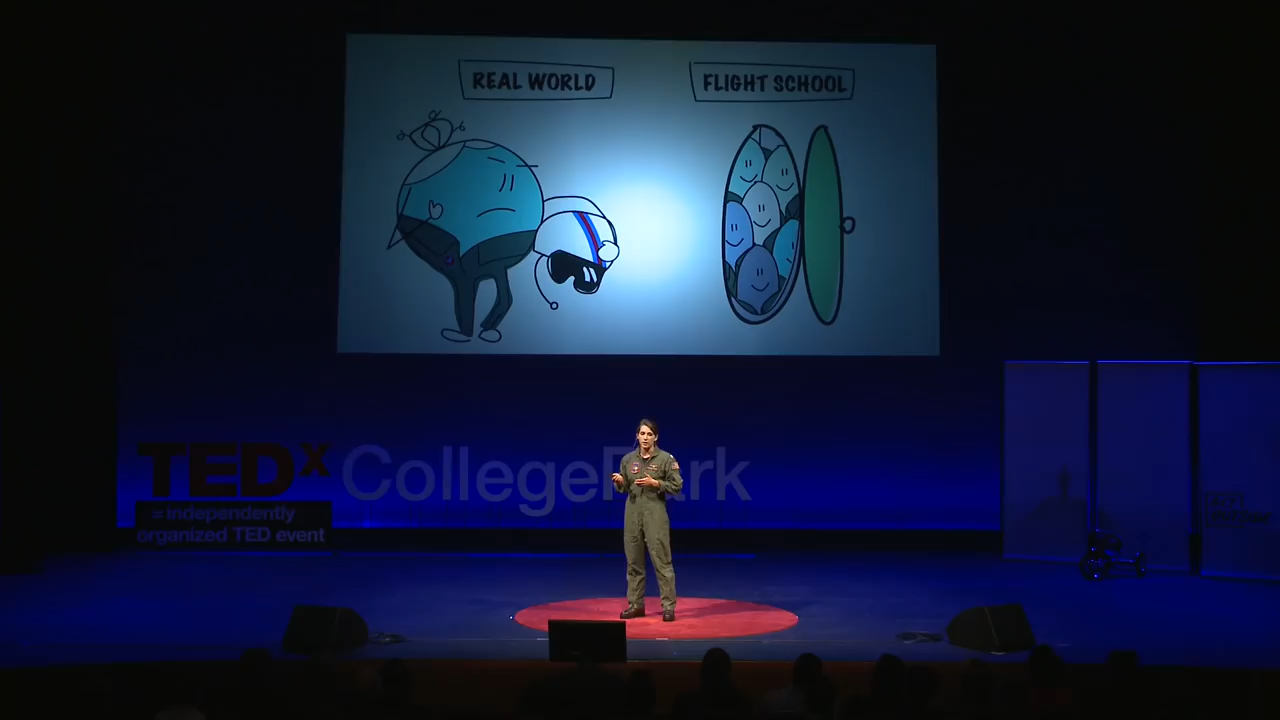 REAL WORLD
FLIGHT SCHOOL
TEDx
CollegePark
= independently
organized TED event